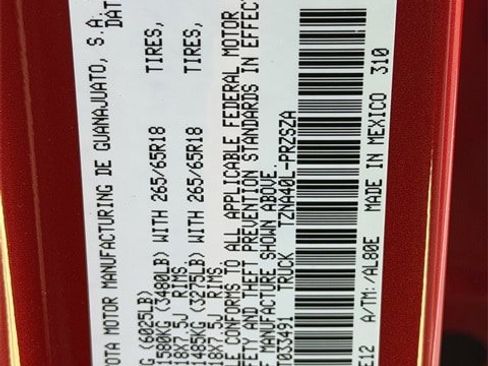 OTA MOTOR MANUFACTURING DE GUANAJUATO, S.A.
DAT
G (6025LB)
1580KG (3480LB) WITH 265/65R18 TIRES,
18X7.5J RIMS
1485KG (3275LB) WITH 265/65R18 TIRES,
18X7.5J RIMS
LE CONFORMS TO ALL APPLICABLE FEDERAL MOTOR
FETY AND THEFT PREVENTION STANDARDS IN EFFECT
F MANUFACTURE SHOWN ABOVE.
T033491 TRUCK TZNA40L-PRZSZA
E12 A/TM:/AL80E MADE IN MEXICO 310